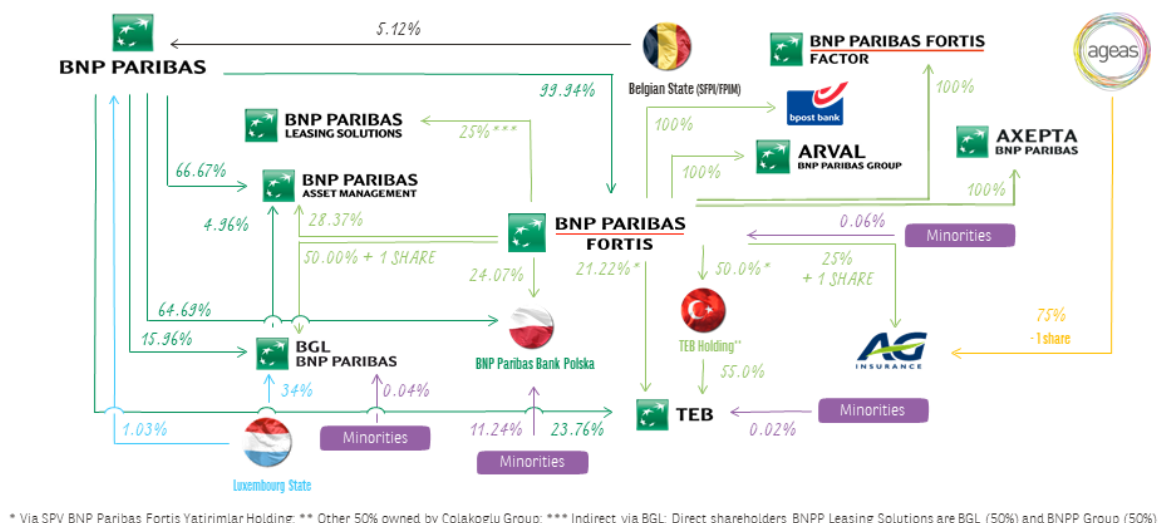 5.12%
BNP PARIBAS
Belgian State (SFPI/FPIM)
BNP PARIBAS FORTIS
FACTOR
ageas
99.94%
100%
bpost bank
100%
BNP PARIBAS
LEASING SOLUTIONS
25%***
ARVAL
BNP PARIBAS GROUP
100%
AXEPTA
BNP PARIBAS
100%
66.67%
BNP PARIBAS
ASSET MANAGEMENT
4.96%
28.37%
BNP PARIBAS
FORTIS
0.06%
Minorities
50.00% + 1 SHARE
24.07%
21.22%*
50.0%*
25%
+ 1 SHARE
64.69%
15.96%
BGL
BNP PARIBAS
BNP Paribas Bank Polska
TEB Holding**
AG
INSURANCE
75%
- 1 share
55.0%
34%
0.04%
Minorities
11.24%
23.76%
TEB
Minorities
0.02%
1.03%
Minorities
Luxembourg State
* Via SPV BNP Paribas Fortis Yatirimlar Holding; ** Other 50% owned by Colakoglu Group; *** Indirect via BGL; Direct shareholders BNPP Leasing Solutions are BGL (50%) and BNPP Group (50%)